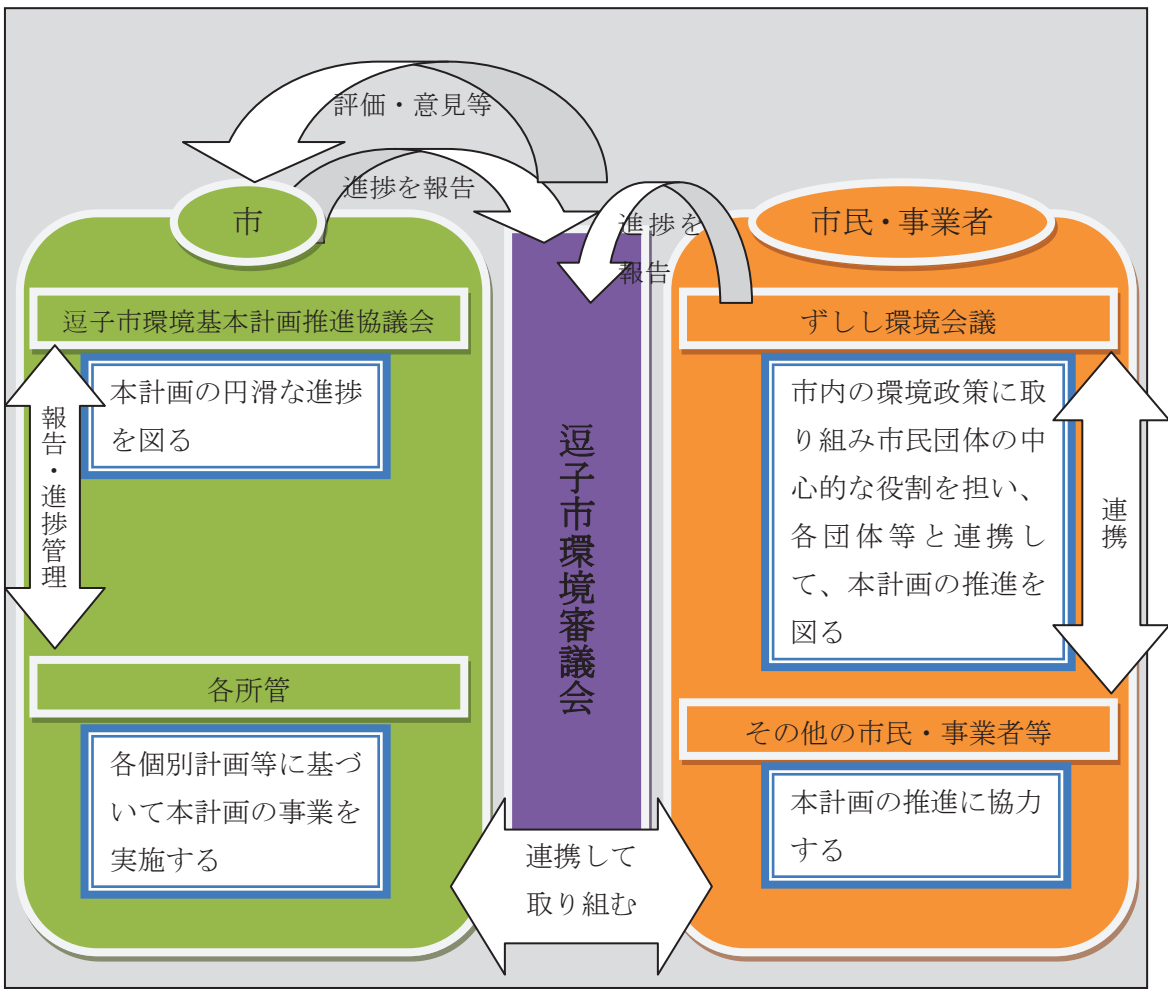 評価・意見等
進捗を報告
進捗を
報告
市
逗子市環境基本計画推進協議会
本計画の円滑な進捗
を図る
報告・進捗管理
各所管
各個別計画等に基づ
いて本計画の事業を
実施する
逗子市環境審議会
連携して
取り組む
市民・事業者
ずしし環境会議
市内の環境政策に取
り組み市民団体の中
心的な役割を担い、
各団体等と連携し
て、本計画の推進を
図る
連携
その他の市民・事業者等
本計画の推進に協力
する